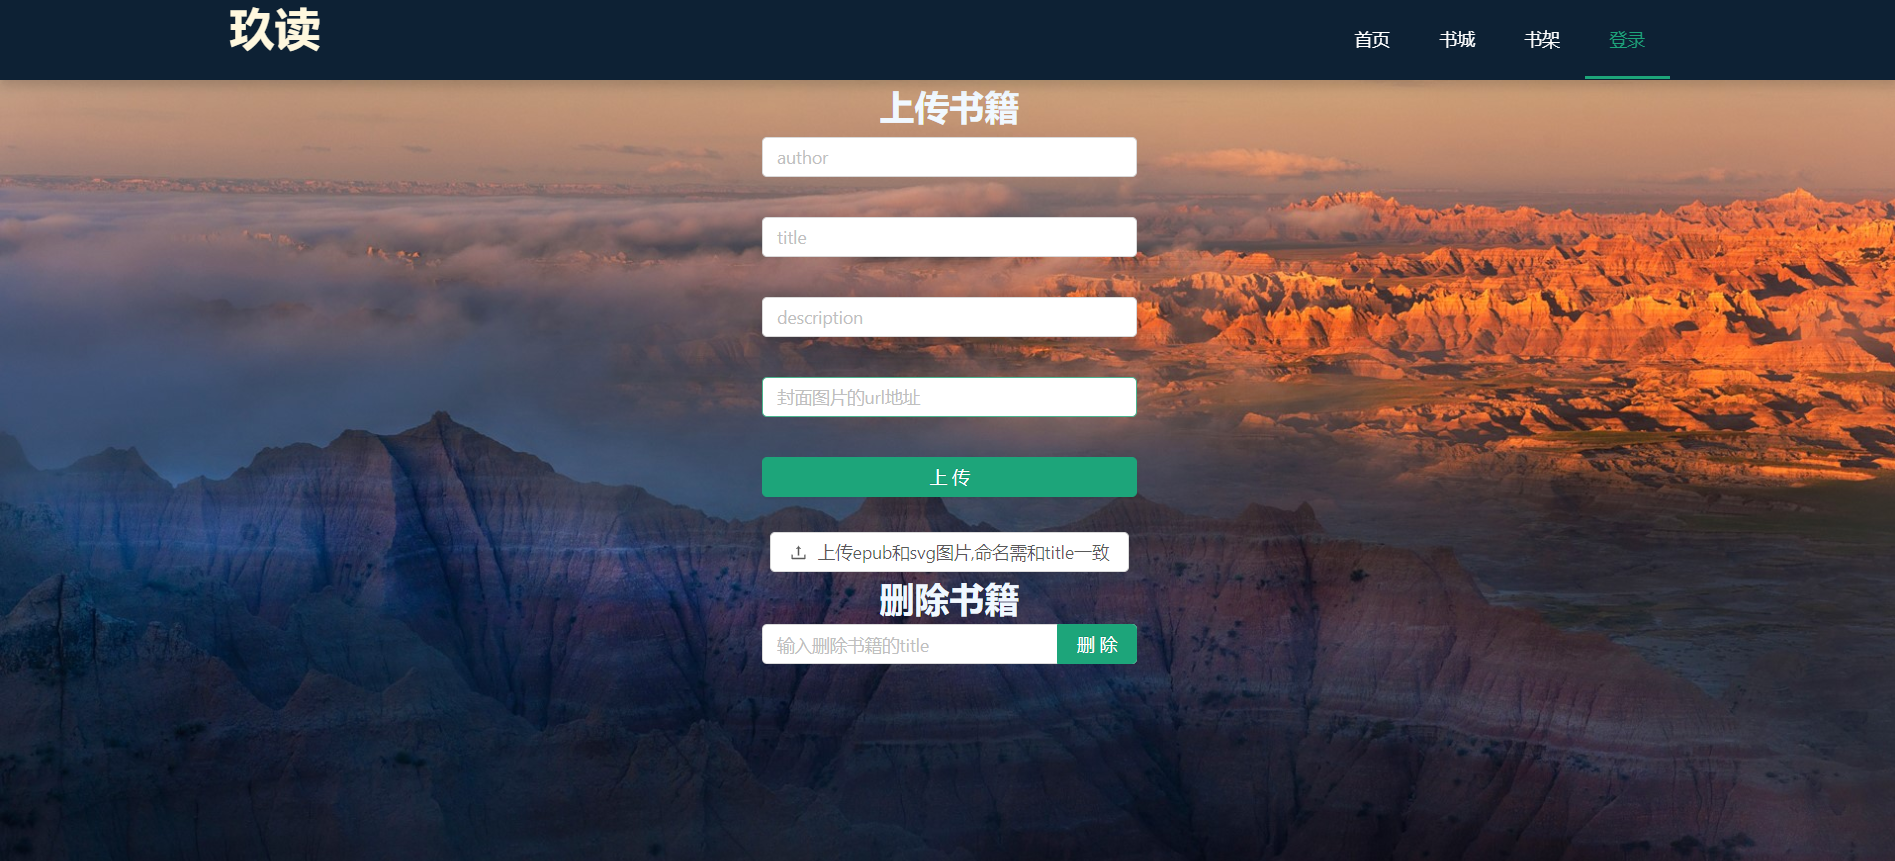 玖读
首页 书城 书架 登录
上传书籍
author
title
description
封面图片的url地址
上 传
上传epub和svg图片,命名需和title一致
删除书籍
输入删除书籍的title 删 除